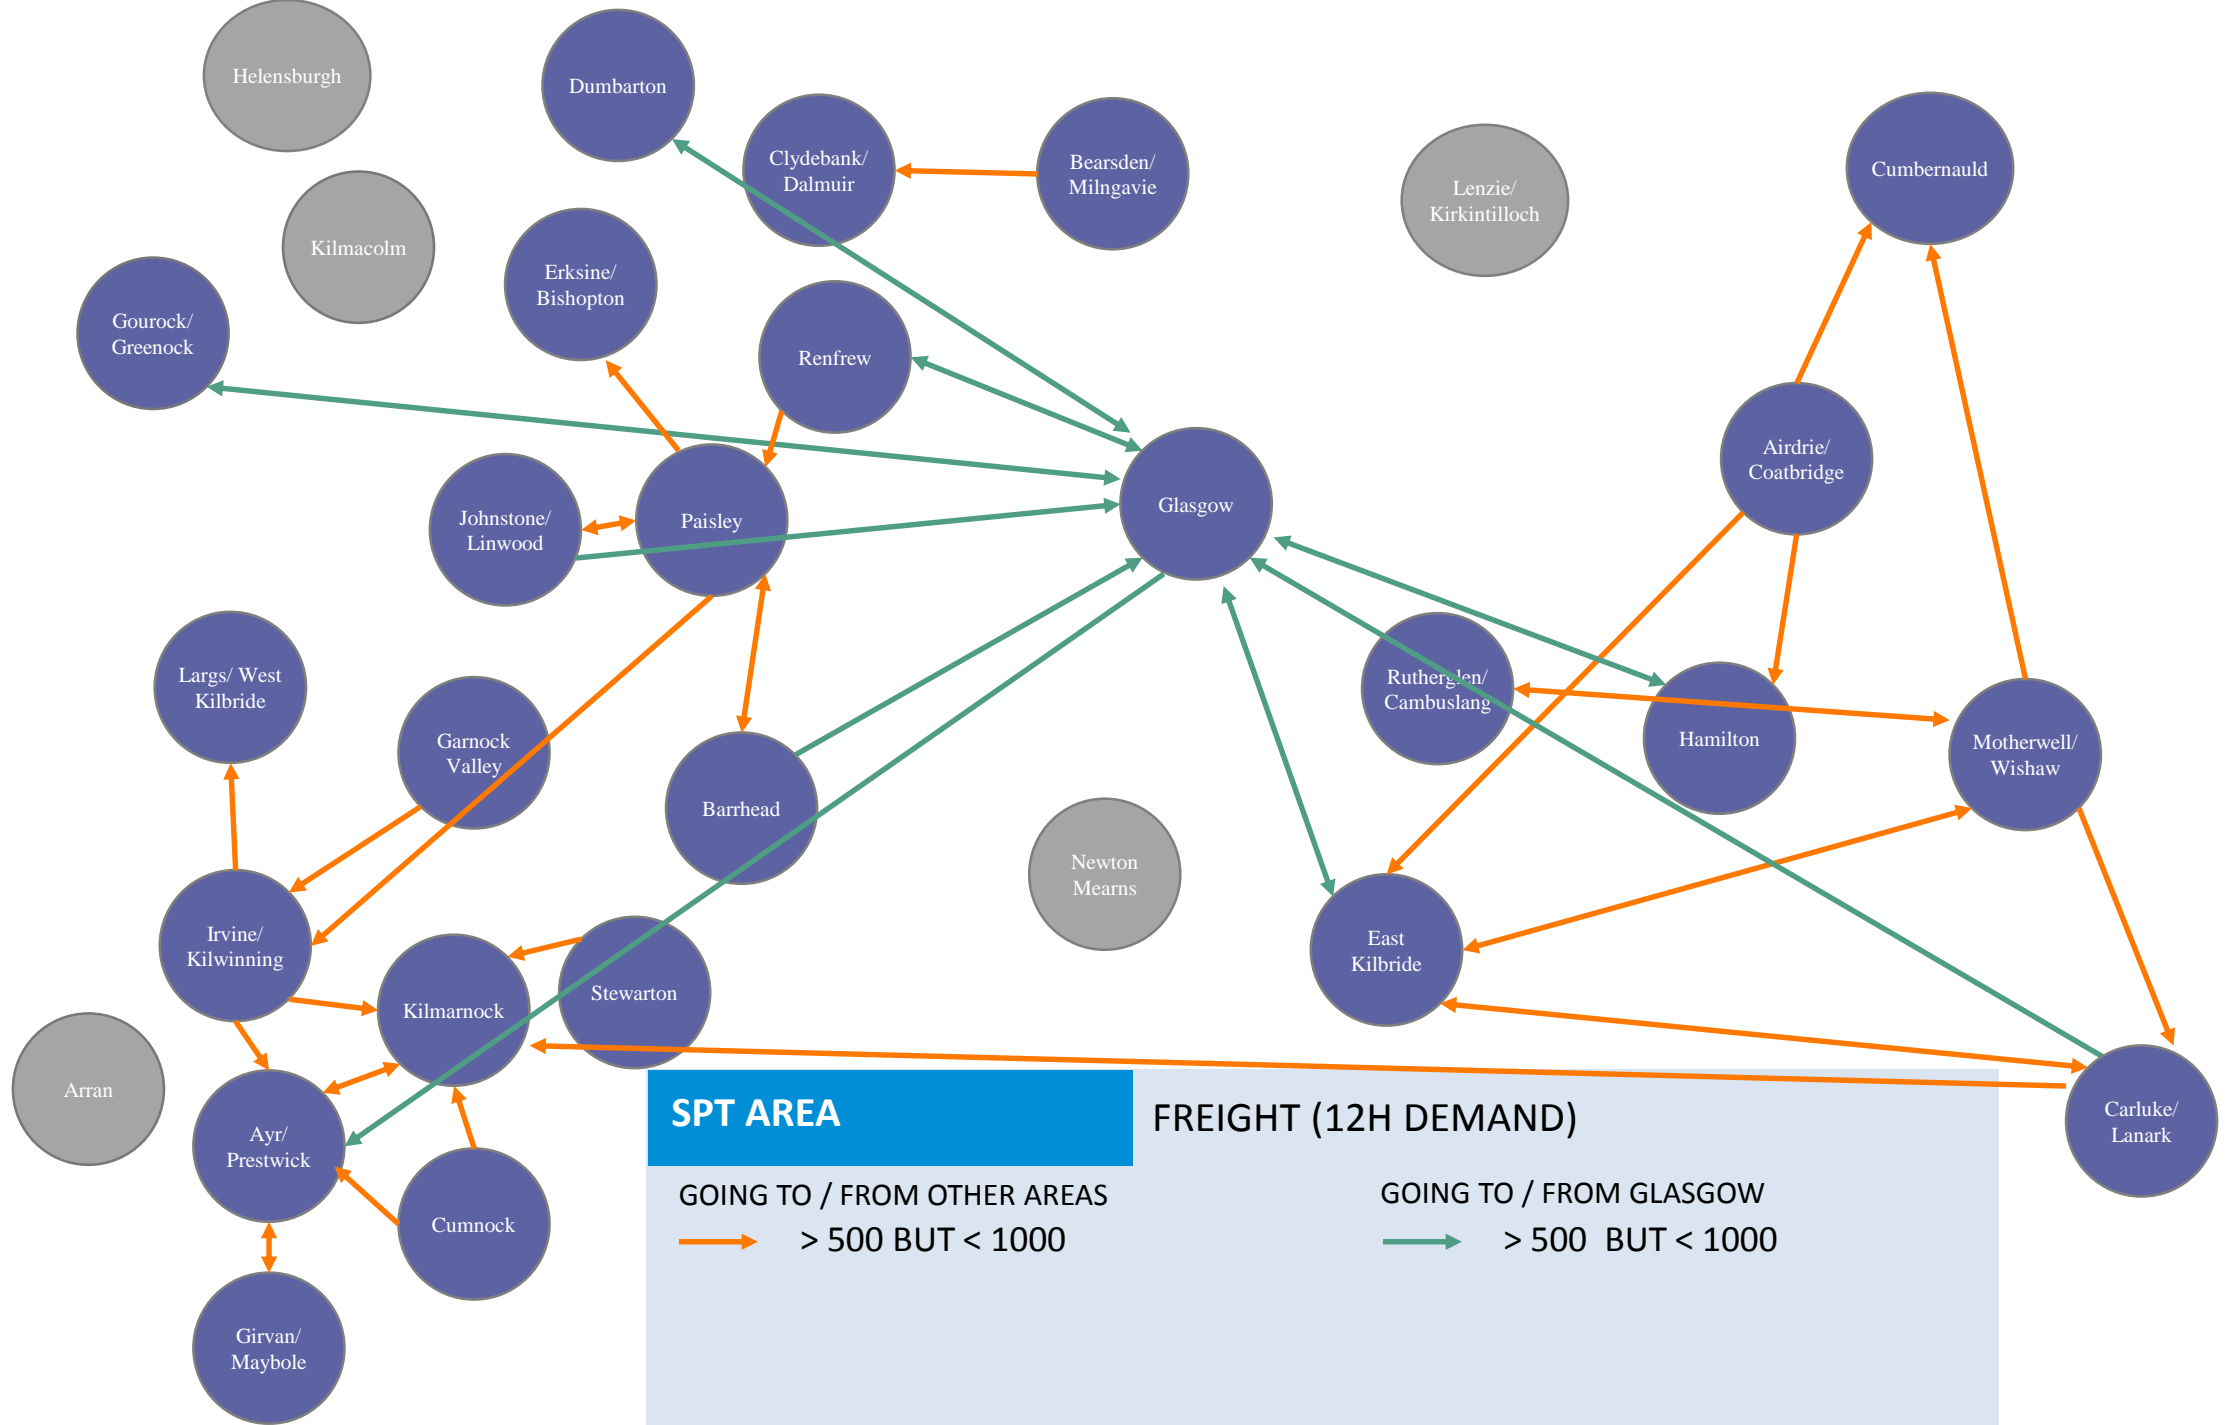 Helensburgh
Dumbarton
Clydebank/
Dalmuir
Bearsden/
Milngavie
Lenzie/
Kirkintilloch
Cumbernauld
Kilmacolm
Erksine/
Bishopton
Gourock/
Greenock
Renfrew
Airdrie/
Coatbridge
Johnstone/
Linwood
Paisley
Glasgow
Largs/ West
Kilbride
Garnock
Valley
Barrhead
Rutherglen/
Cambuslang
Hamilton
Motherwell/
Wishaw
Newton
Mearns
Irvine/
Kilwinning
Kilmarnock
Stewarton
East
Kilbride
Arran
Ayr/
Prestwick
Cumnock
Carluke/
Lanark
Girvan/
Maybole
SPT AREA
FREIGHT (12H DEMAND)
GOING TO / FROM OTHER AREAS
> 500 BUT < 1000
GOING TO / FROM GLASGOW
> 500 BUT < 1000